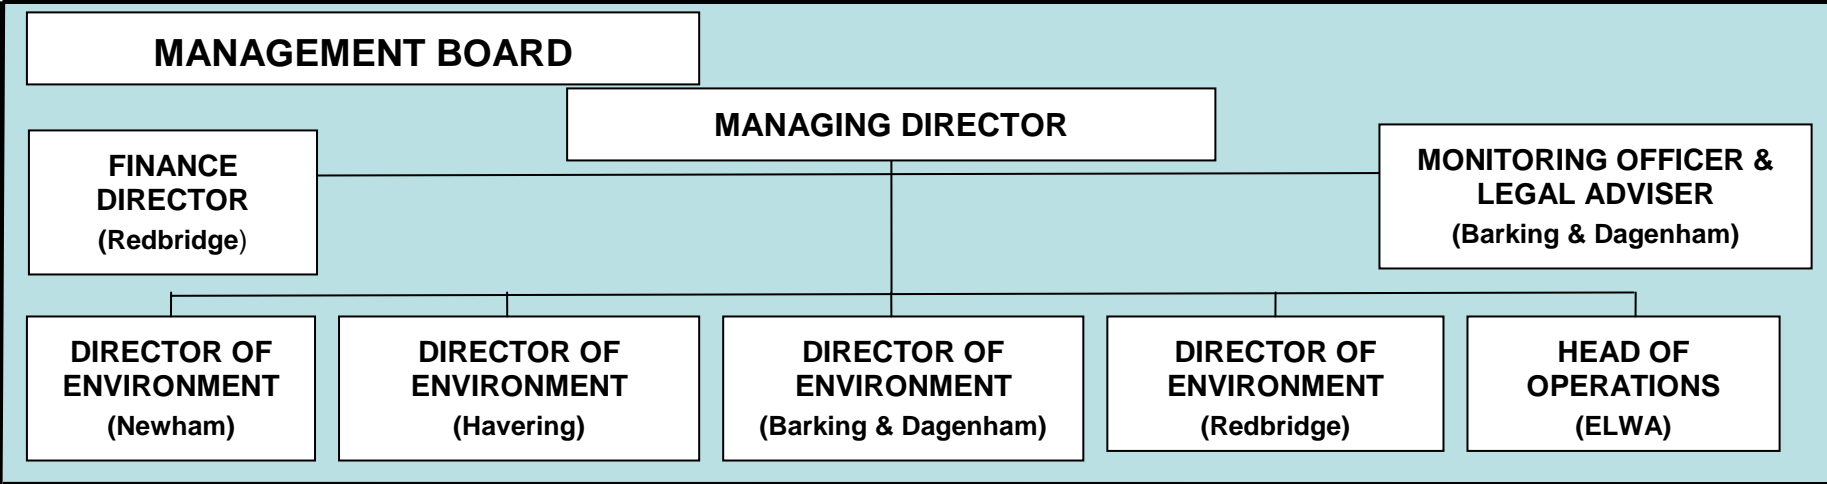 MANAGEMENT BOARD
MANAGING DIRECTOR
FINANCE
DIRECTOR
(Redbridge)
MONITORING OFFICER &
LEGAL ADVISER
(Barking & Dagenham)
DIRECTOR OF
ENVIRONMENT
(Newham)
DIRECTOR OF
ENVIRONMENT
(Havering)
DIRECTOR OF
ENVIRONMENT
(Barking & Dagenham)
DIRECTOR OF
ENVIRONMENT
(Redbridge)
HEAD OF
OPERATIONS
(ELWA)